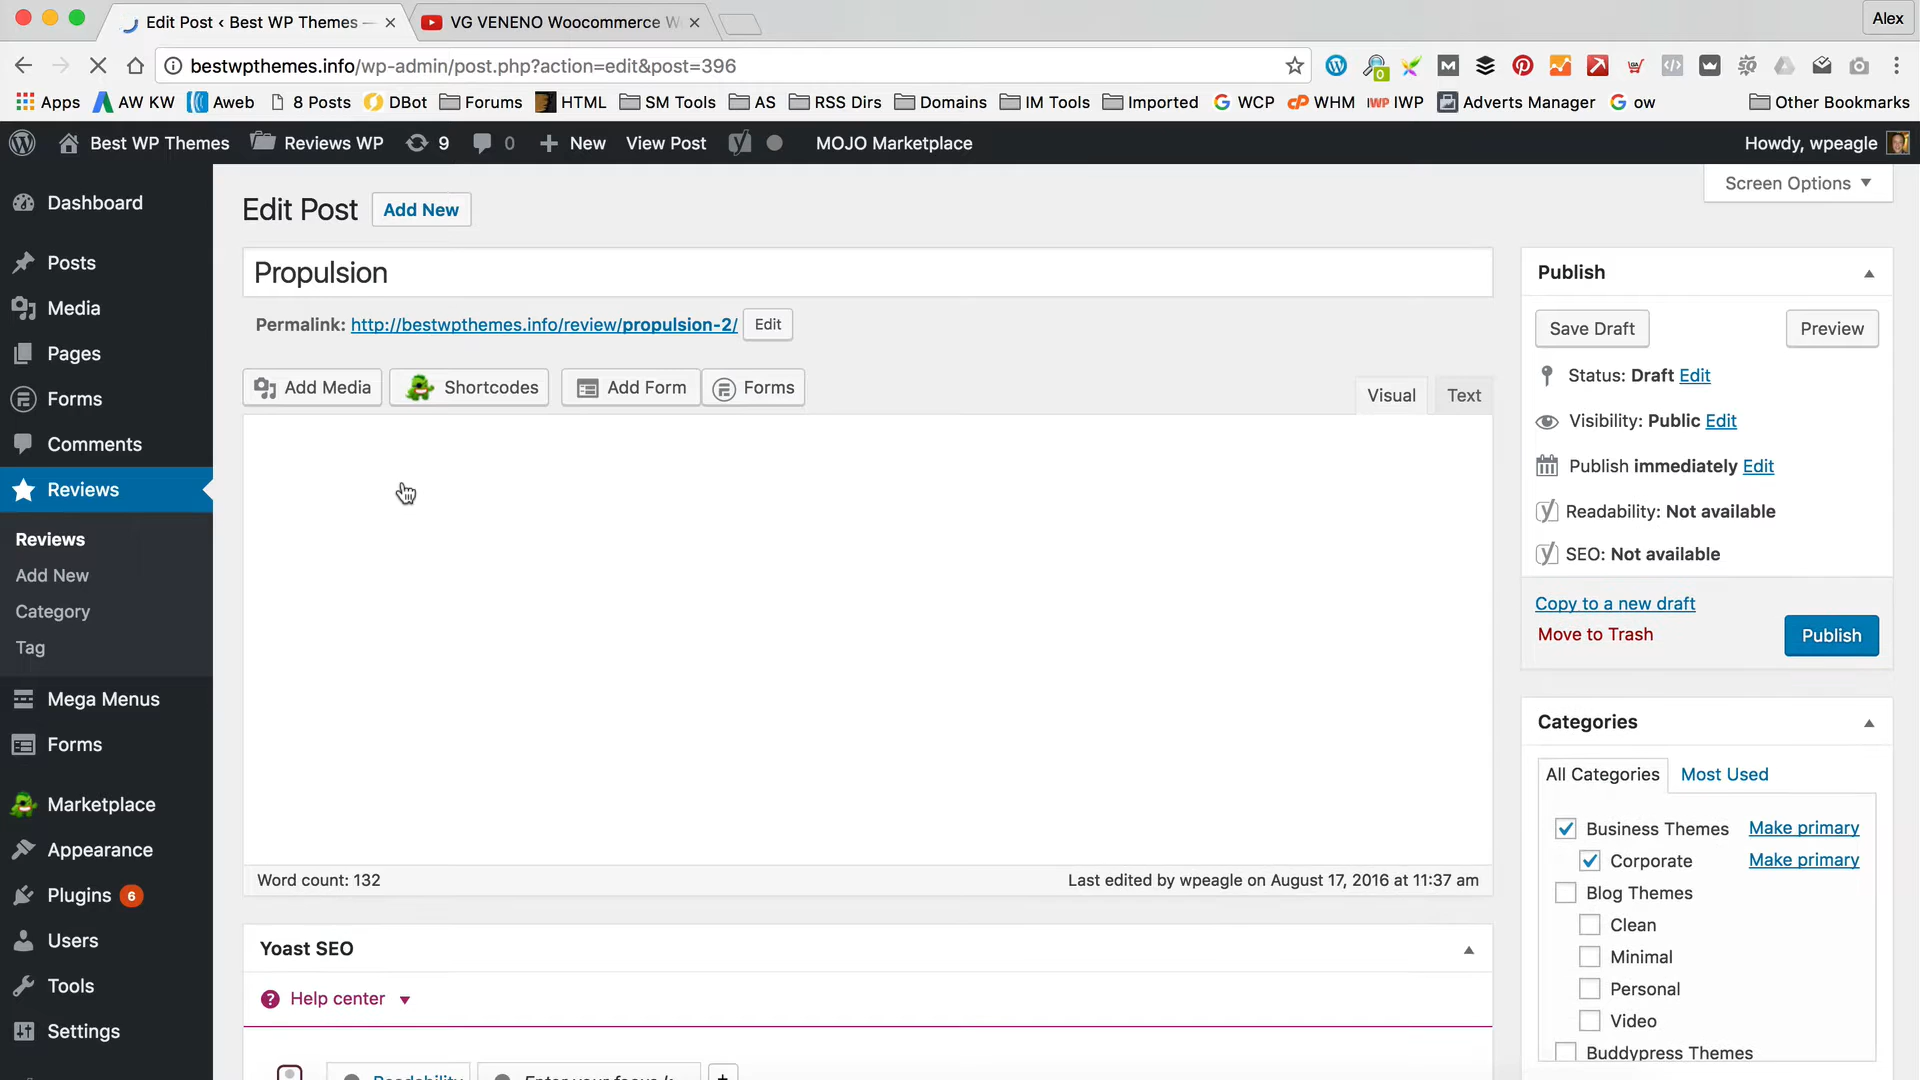 Edit Post ‹ Best WP Themes —
VG VENENO Woocommerce W
Alex
bestwpthemes.info/wp-admin/post.php?action=edit&post=396
Apps AW KW Aweb 8 Posts DBot Forums HTML SM Tools AS RSS Dirs Domains IM Tools Imported WCP WHM IWP IWP Adverts Manager ow Other Bookmarks
Best WP Themes Reviews WP 9 0 New View Post MOJO Marketplace Howdy, wpeagle
Screen Options
Dashboard
Posts
Media
Pages
Forms
Comments
Reviews
Reviews
Add New
Category
Tag
Mega Menus
Forms
Marketplace
Appearance
Plugins 6
Users
Tools
Settings
Edit Post Add New
Propulsion
Permalink: http://bestwpthemes.info/review/propulsion-2/ Edit
Add Media Shortcodes Add Form Forms Visual Text
Word count: 132 Last edited by wpeagle on August 17, 2016 at 11:37 am
Yoast SEO
Help center
Readability
Publish
Save Draft Preview
Status: Draft Edit
Visibility: Public Edit
Publish immediately Edit
Readability: Not available
SEO: Not available
Copy to a new draft
Move to Trash Publish
Categories
All Categories Most Used
Business Themes Make primary
Corporate Make primary
Blog Themes
Clean
Minimal
Personal
Video
Buddypress Themes